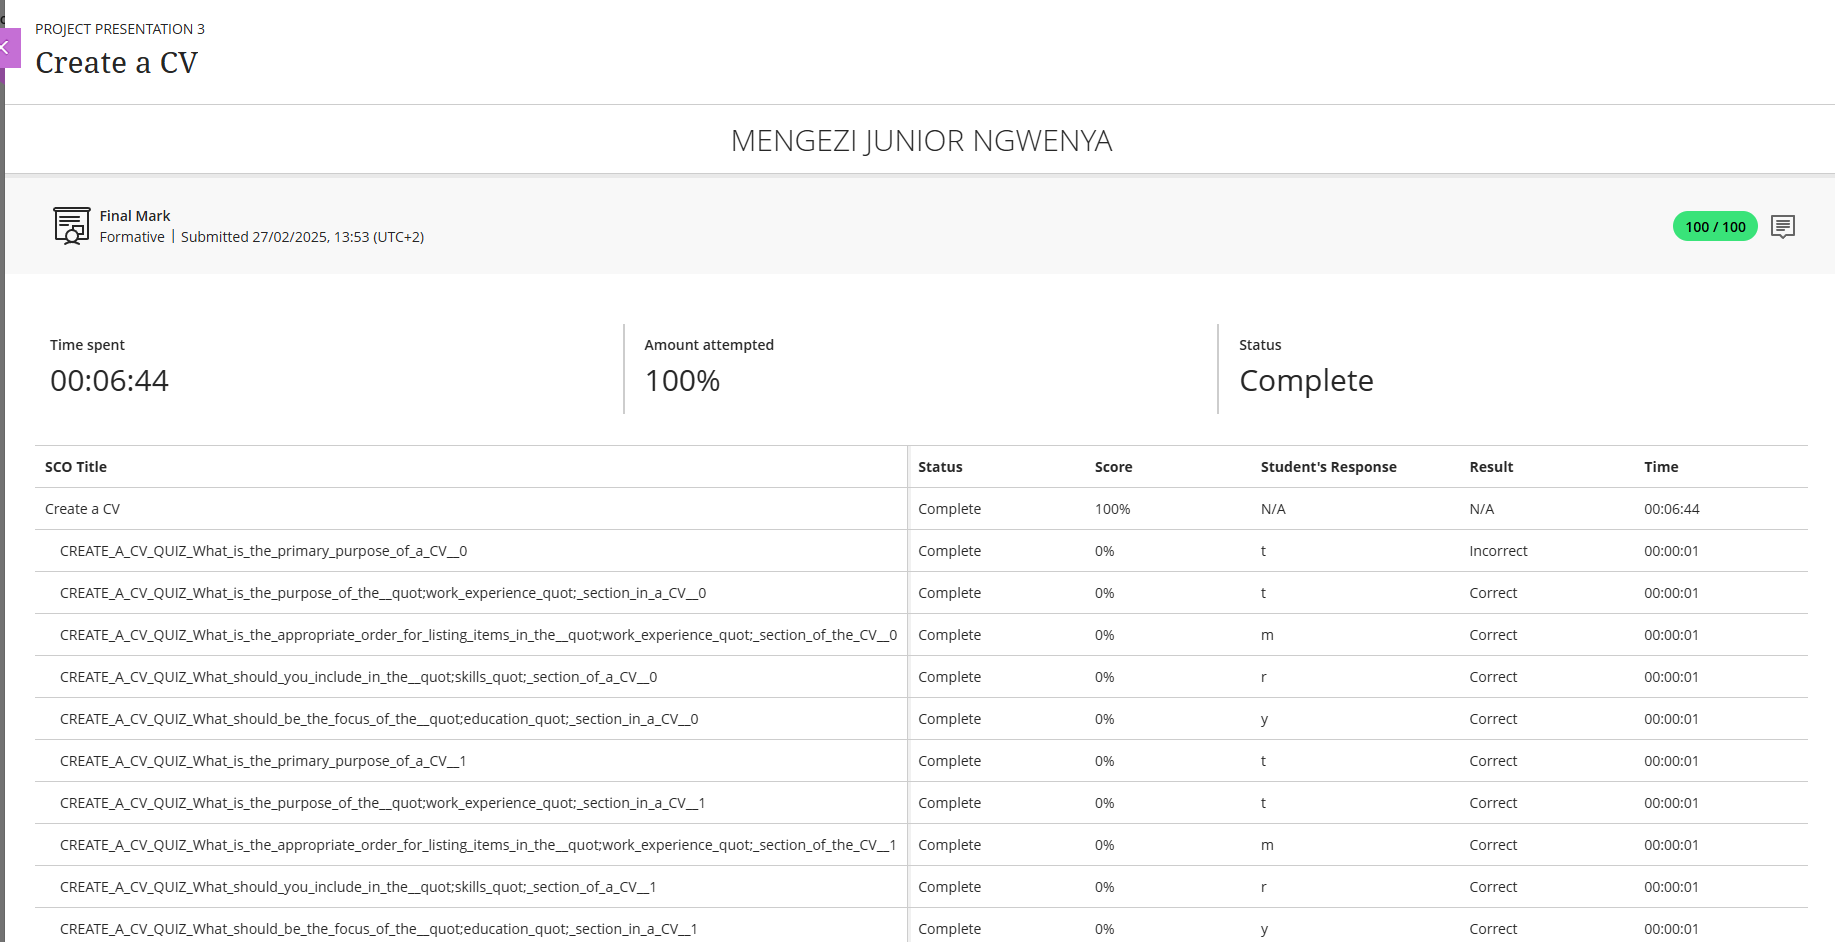 PROJECT PRESENTATION 3
Create a CV
MENGEZI JUNIOR NGWENYA
Final Mark
Formative | Submitted 27/02/2025, 13:53 (UTC+2)
100 / 100
Time spent
00:06:44
Amount attempted
100%
Status
Complete
SCO Title Status Score Student's Response Result Time
Create a CV Complete 100% N/A N/A 00:06:44
CREATE_A_CV_QUIZ_What_is_the_primary_purpose_of_a_CV__0 Complete 0% t Incorrect 00:00:01
CREATE_A_CV_QUIZ_What_is_the_purpose_of_the__quot;work_experience_quot;_section_in_a_CV__0 Complete 0% t Correct 00:00:01
CREATE_A_CV_QUIZ_What_is_the_appropriate_order_for_listing_items_in_the__quot;work_experience_quot;_section_of_the_CV__0 Complete 0% m Correct 00:00:01
CREATE_A_CV_QUIZ_What_should_you_include_in_the__quot;skills_quot;_section_of_a_CV__0 Complete 0% r Correct 00:00:01
CREATE_A_CV_QUIZ_What_should_be_the_focus_of_the__quot;education_quot;_section_in_a_CV__0 Complete 0% y Correct 00:00:01
CREATE_A_CV_QUIZ_What_is_the_primary_purpose_of_a_CV__1 Complete 0% t Correct 00:00:01
CREATE_A_CV_QUIZ_What_is_the_purpose_of_the__quot;work_experience_quot;_section_in_a_CV__1 Complete 0% t Correct 00:00:01
CREATE_A_CV_QUIZ_What_is_the_appropriate_order_for_listing_items_in_the__quot;work_experience_quot;_section_of_the_CV__1 Complete 0% m Correct 00:00:01
CREATE_A_CV_QUIZ_What_should_you_include_in_the__quot;skills_quot;_section_of_a_CV__1 Complete 0% r Correct 00:00:01
CREATE_A_CV_QUIZ_What_should_be_the_focus_of_the__quot;education_quot;_section_in_a_CV__1 Complete 0% y Correct 00:00:01